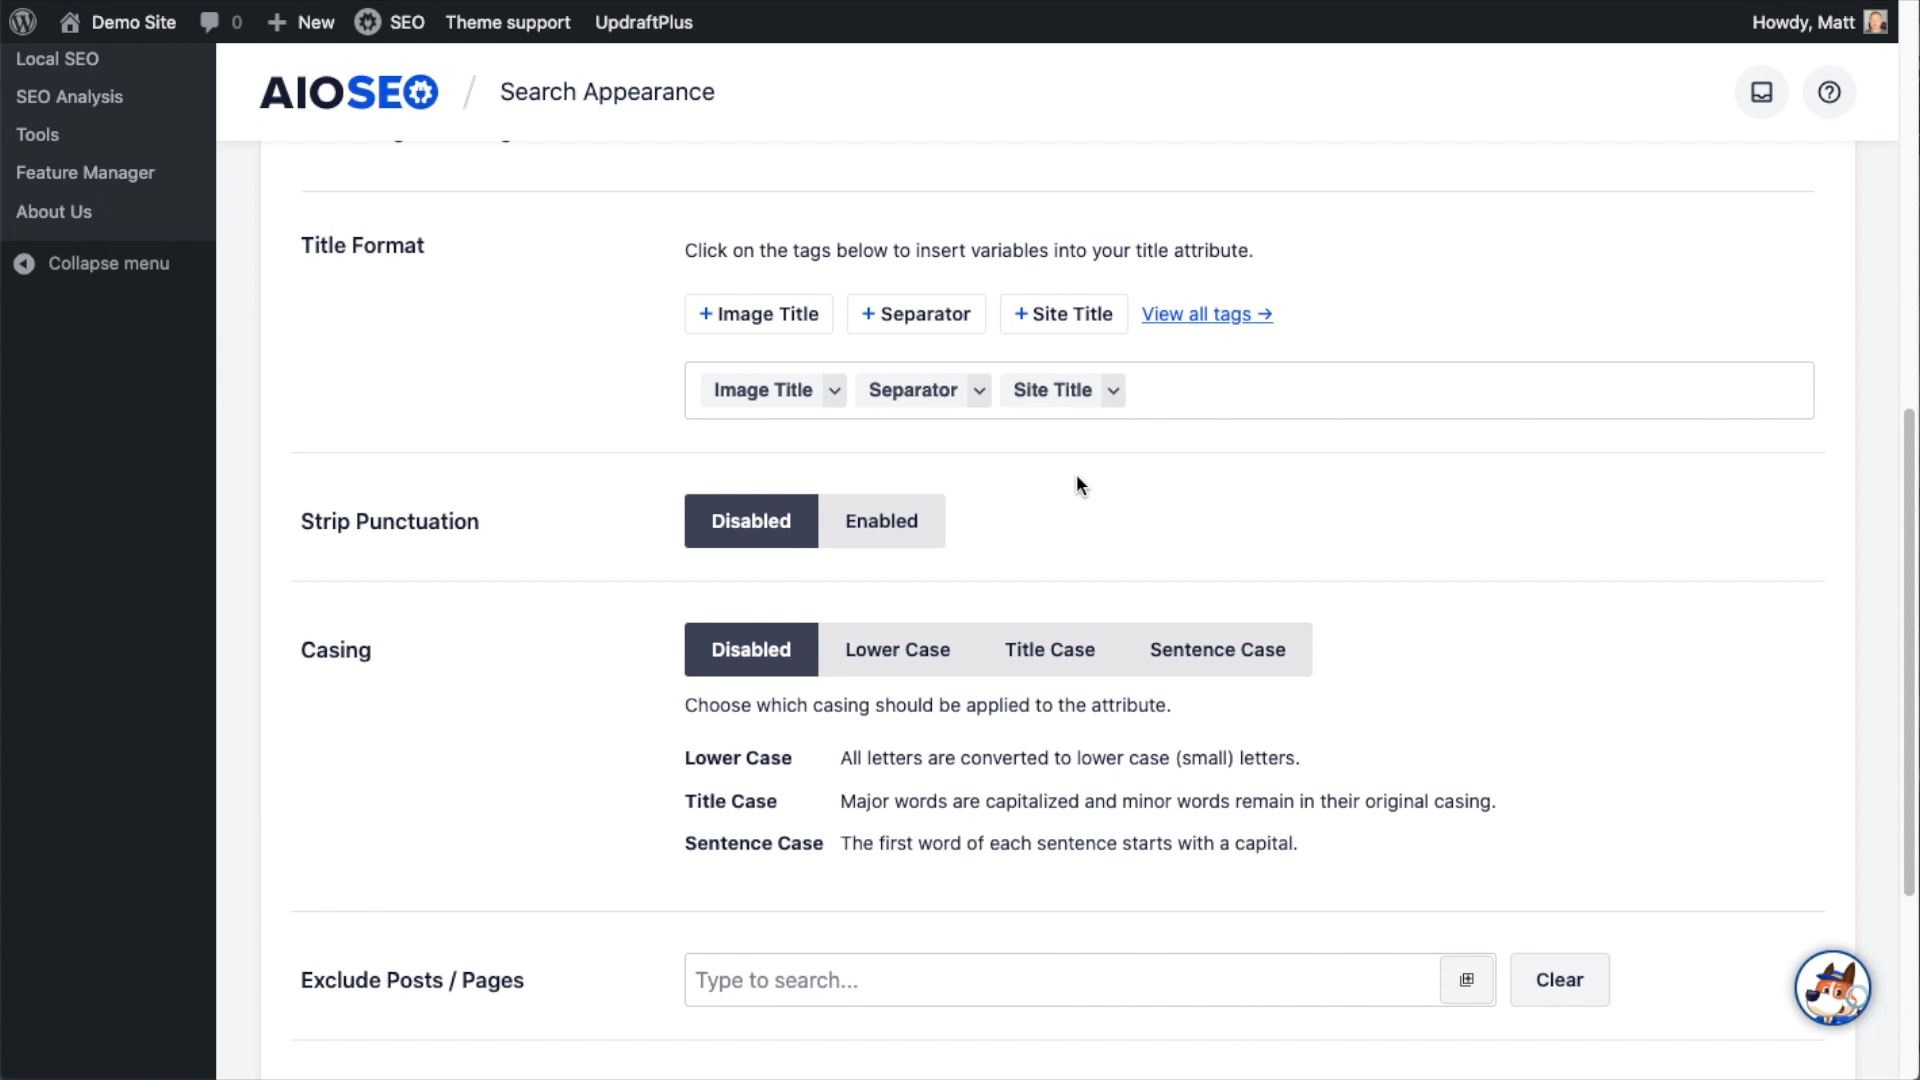 Demo Site 0 + New SEO Theme support UpdraftPlus Howdy, Matt
Local SEO
SEO Analysis
Tools
Feature Manager
About Us
Collapse menu
AIOSEO / Search Appearance
Title Format
Click on the tags below to insert variables into your title attribute.
+ Image Title + Separator + Site Title View all tags →
Image Title Separator Site Title
Strip Punctuation
Disabled Enabled
Casing
Disabled Lower Case Title Case Sentence Case
Choose which casing should be applied to the attribute.
Lower Case All letters are converted to lower case (small) letters.
Title Case Major words are capitalized and minor words remain in their original casing.
Sentence Case The first word of each sentence starts with a capital.
Exclude Posts / Pages
Type to search... Clear